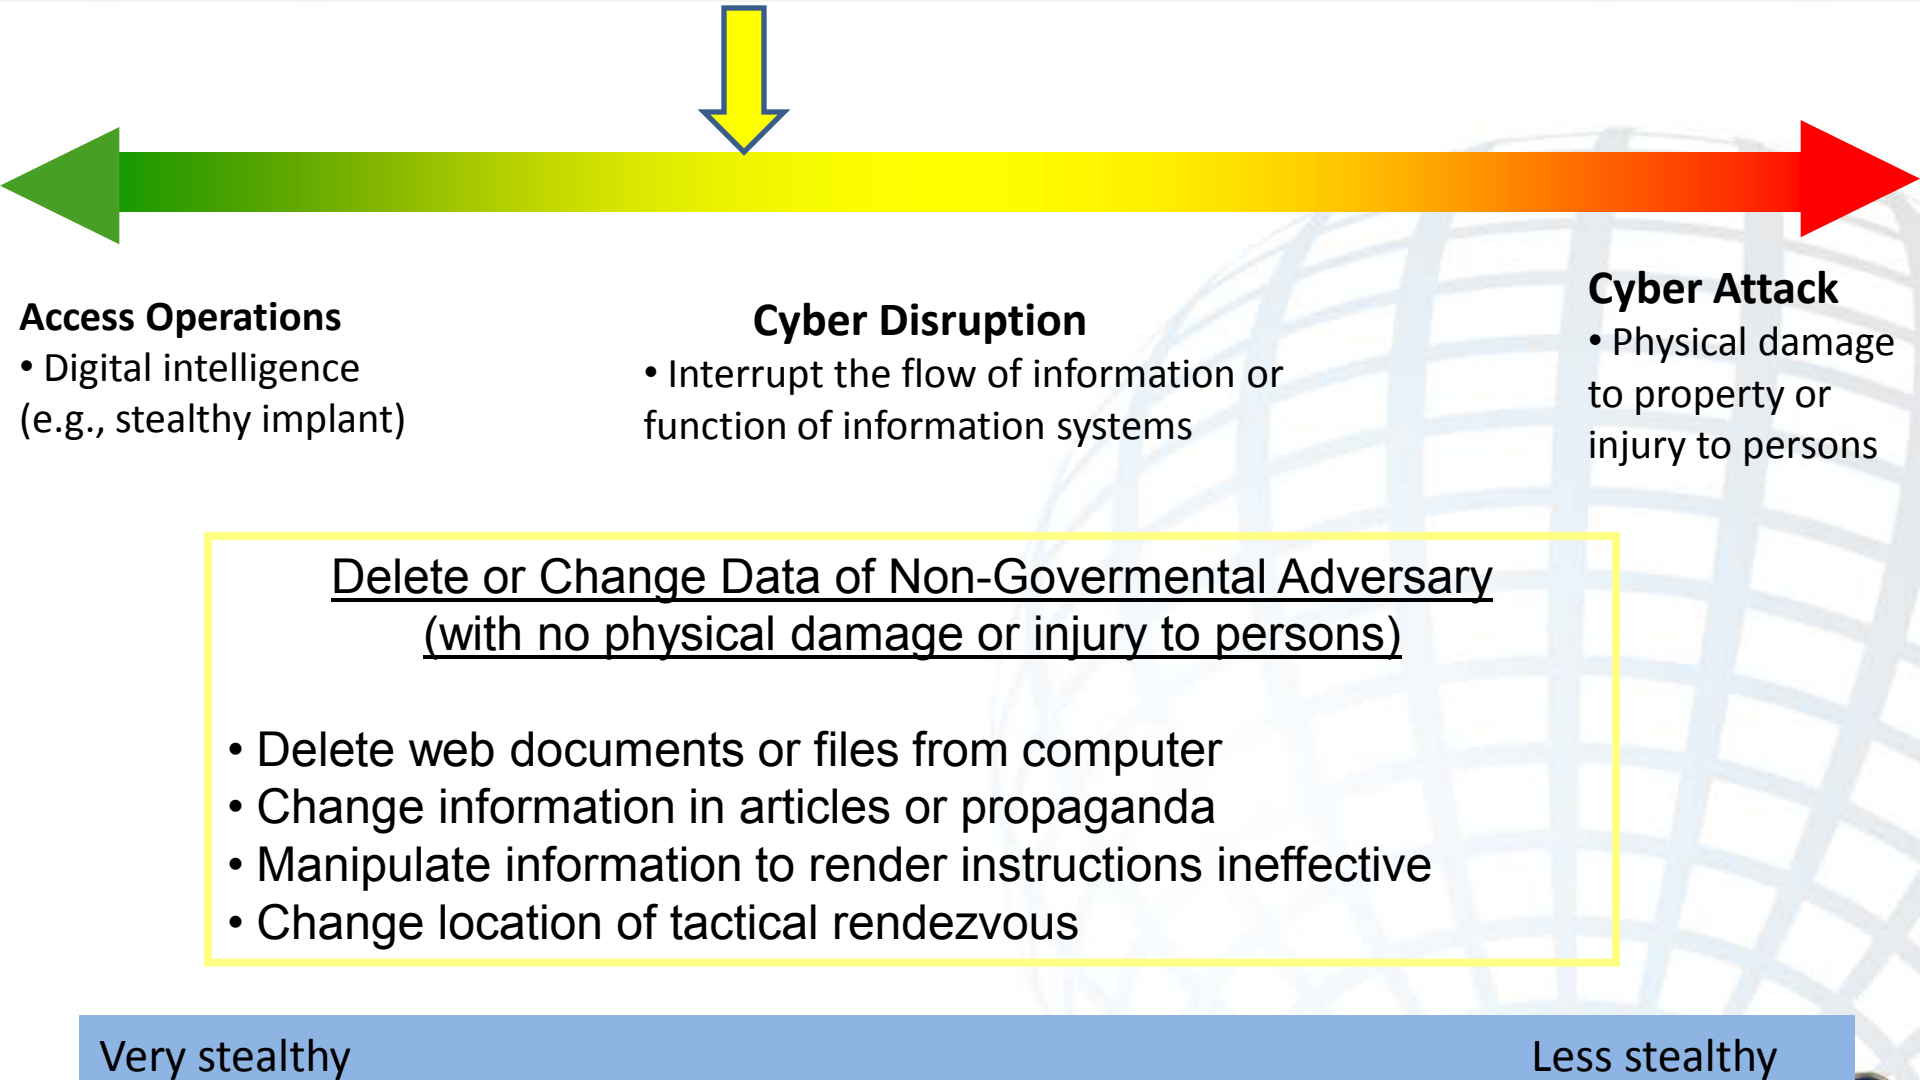 Access Operations
• Digital intelligence
(e.g., stealthy implant)
Cyber Disruption
• Interrupt the flow of information or
function of information systems
Cyber Attack
• Physical damage
to property or
injury to persons
Delete or Change Data of Non-Govermental Adversary
(with no physical damage or injury to persons)
• Delete web documents or files from computer
• Change information in articles or propaganda
• Manipulate information to render instructions ineffective
• Change location of tactical rendezvous
Very stealthy
Less stealthy